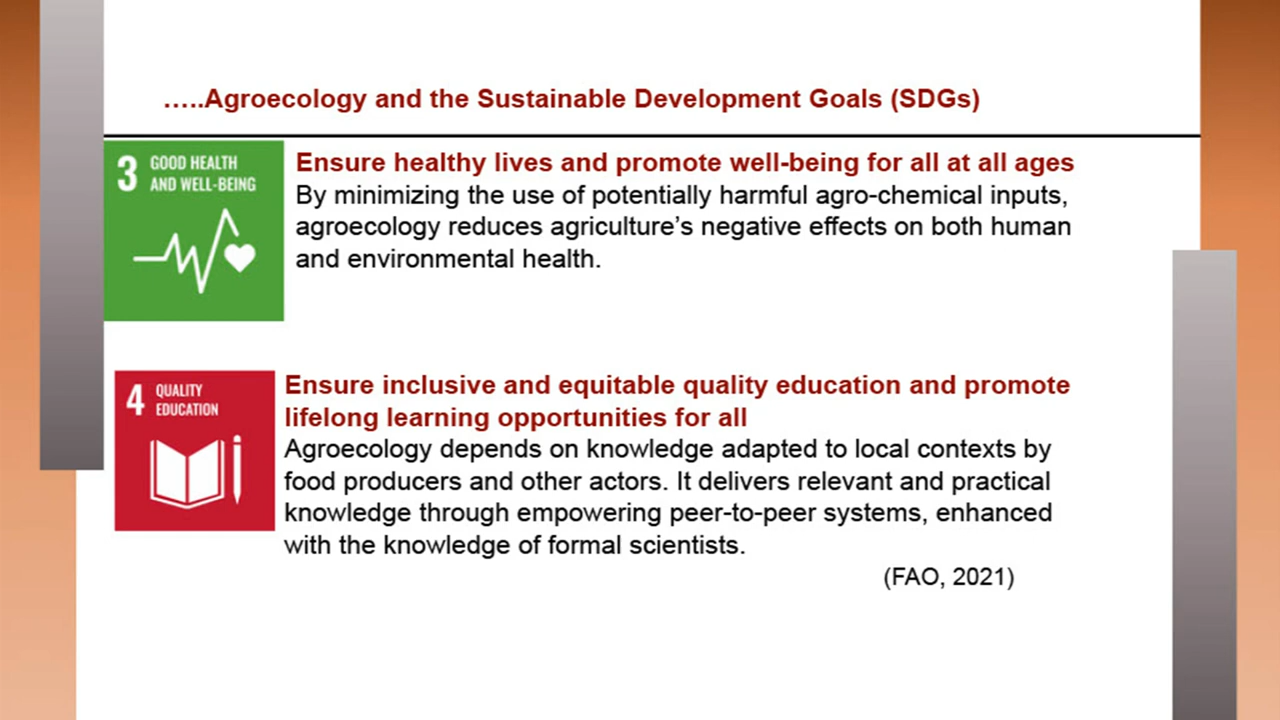 .....Agroecology and the Sustainable Development Goals (SDGs)
3 GOOD HEALTH
AND WELL-BEING
Ensure healthy lives and promote well-being for all at all ages
By minimizing the use of potentially harmful agro-chemical inputs,
agroecology reduces agriculture’s negative effects on both human
and environmental health.
4 QUALITY
EDUCATION
Ensure inclusive and equitable quality education and promote
lifelong learning opportunities for all
Agroecology depends on knowledge adapted to local contexts by
food producers and other actors. It delivers relevant and practical
knowledge through empowering peer-to-peer systems, enhanced
with the knowledge of formal scientists.
(FAO, 2021)